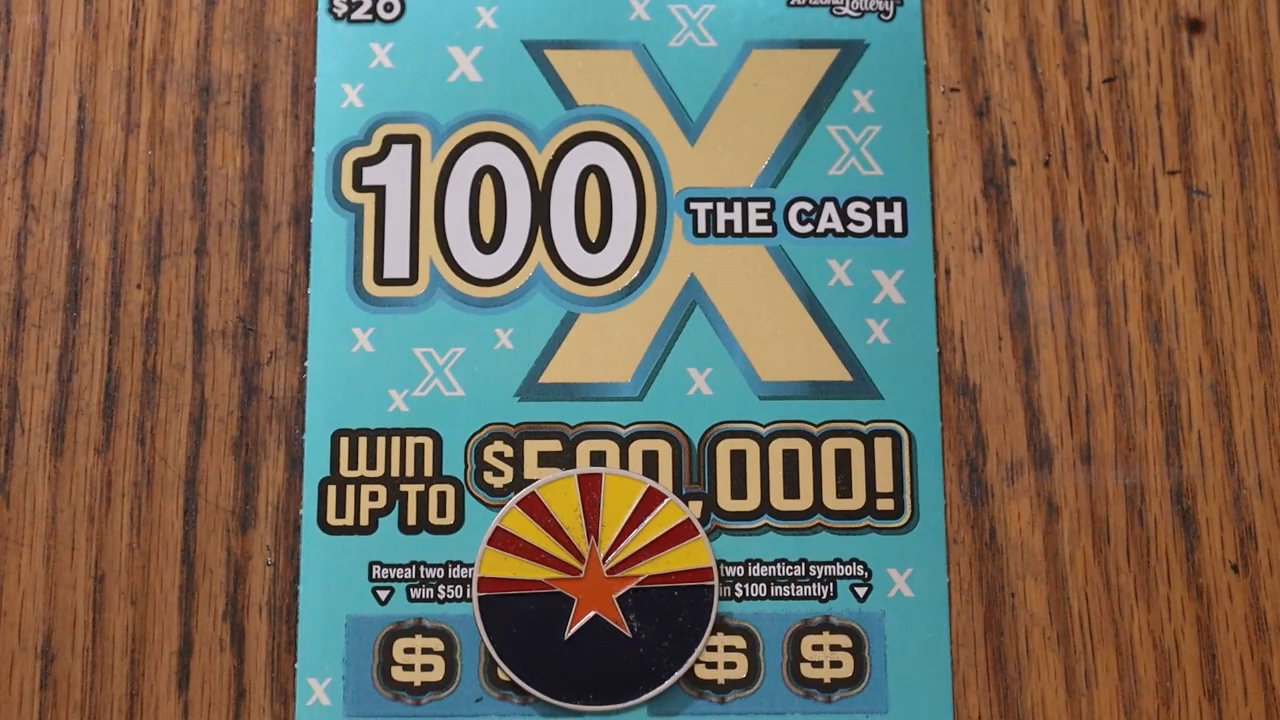 $20
Arizona Lottery
X
100
THE CASH
WIN
UP TO
$500,000!
Reveal two iden
win $50 i
two identical symbols,
in $100 instantly!
$
$ $